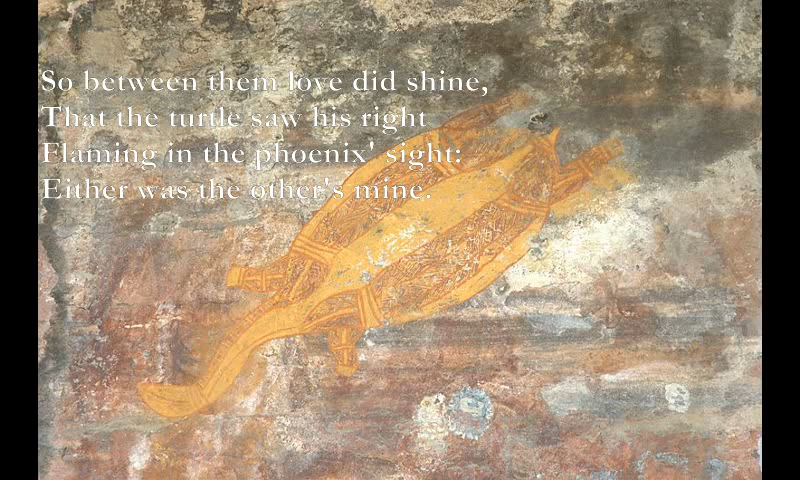 So between them love did shine,
That the turtle saw his right
Flaming in the phoenix' sight:
Either was the other's mine.